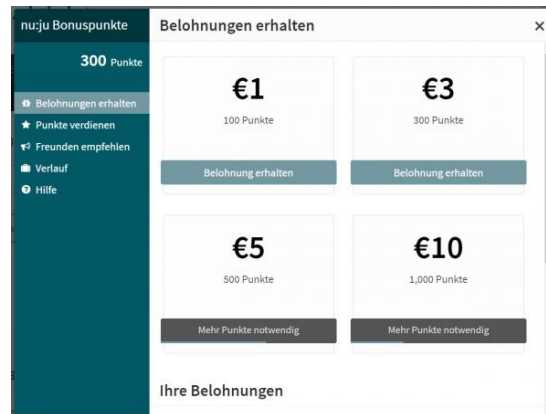 nu:ju Bonuspunkte
300 Punkte
Belohnungen erhalten
Punkte verdienen
Freunden empfehlen
Verlauf
Hilfe
Belohnungen erhalten
×
€1
100 Punkte
Belohnung erhalten
€3
300 Punkte
Belohnung erhalten
€5
500 Punkte
Mehr Punkte notwendig
€10
1,000 Punkte
Mehr Punkte notwendig
Ihre Belohnungen